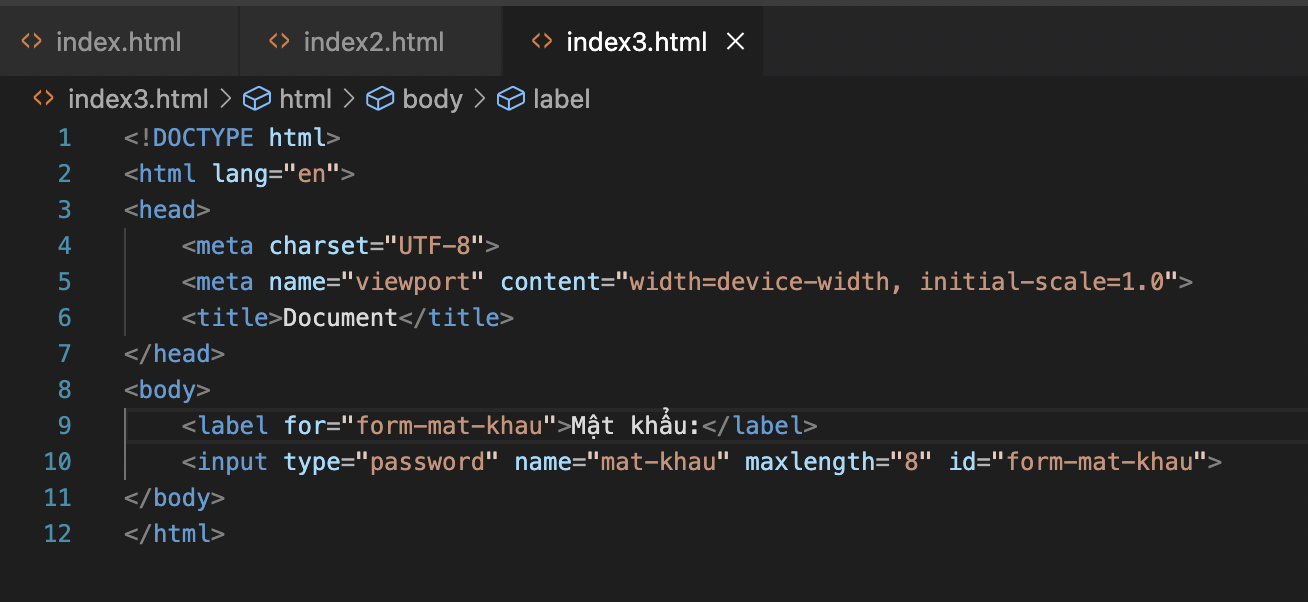 index.html index2.html index3.html
index3.html > html > body > label
1 <!DOCTYPE html>
2 <html lang="en">
3 <head>
4     <meta charset="UTF-8">
5     <meta name="viewport" content="width=device-width, initial-scale=1.0">
6     <title>Document</title>
7 </head>
8 <body>
9     <label for="form-mat-khau">Mật khẩu:</label>
10     <input type="password" name="mat-khau" maxlength="8" id="form-mat-khau">
11 </body>
12 </html>